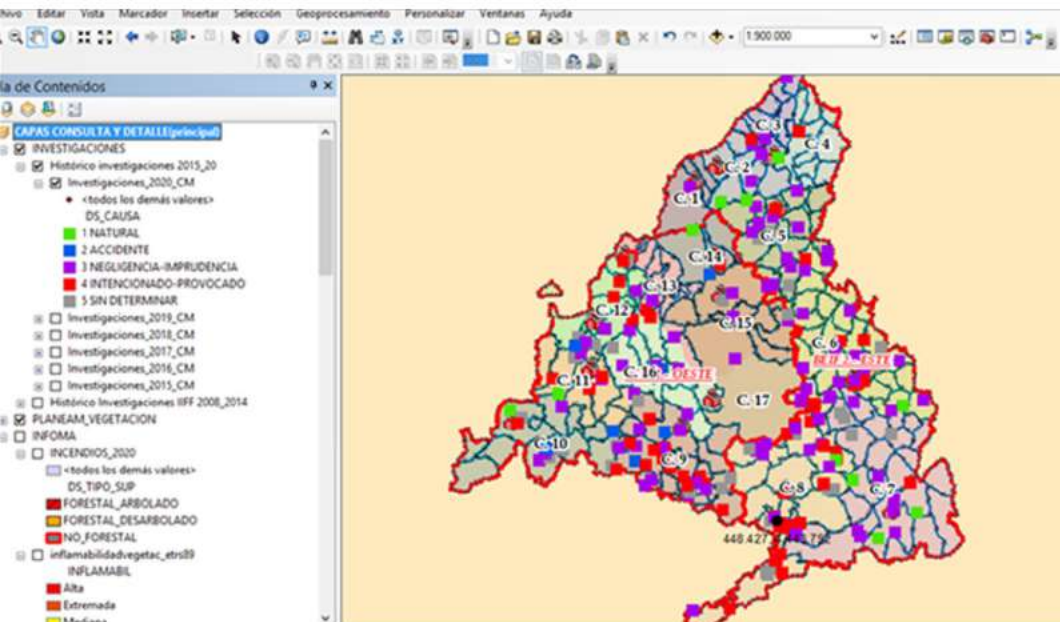 hivo Editar Vista Marcador Insertar Selección Geoprocesamiento Personalizar Ventanas Ayuda
1:900.000
la de Contenidos
CAPAS CONSULTA Y DETALLE(principal)
INVESTIGACIONES
Histórico investigaciones 2015_20
Investigaciones_2020_CM
<todos los demás valores>
DS_CAUSA
1 NATURAL
2 ACCIDENTE
3 NEGLIGENCIA-IMPRUDENCIA
4 INTENCIONADO-PROVOCADO
5 SIN DETERMINAR
Investigaciones_2019_CM
Investigaciones_2018_CM
Investigaciones_2017_CM
Investigaciones_2016_CM
Investigaciones_2015_CM
Histórico Investigaciones IIFF 2008_2014
PLANEAM_VEGETACION
INFOMA
INCENDIOS_2020
<todos los demás valores>
DS_TIPO_SUP
FORESTAL_ARBOLADO
FORESTAL_DESARBOLADO
NO_FORESTAL
inflamabilidadvegetac_etrs89
INFLAMABIL
Alta
Extremada
Mediana
C. 3
C. 4
C. 2
C. 1
C. 5
C. 14
C. 13
C. 12
C. 15
C. 6
ESTE
C. 16
OESTE
C. 11
C. 17
C. 10
C. 9
C. 8
C. 7